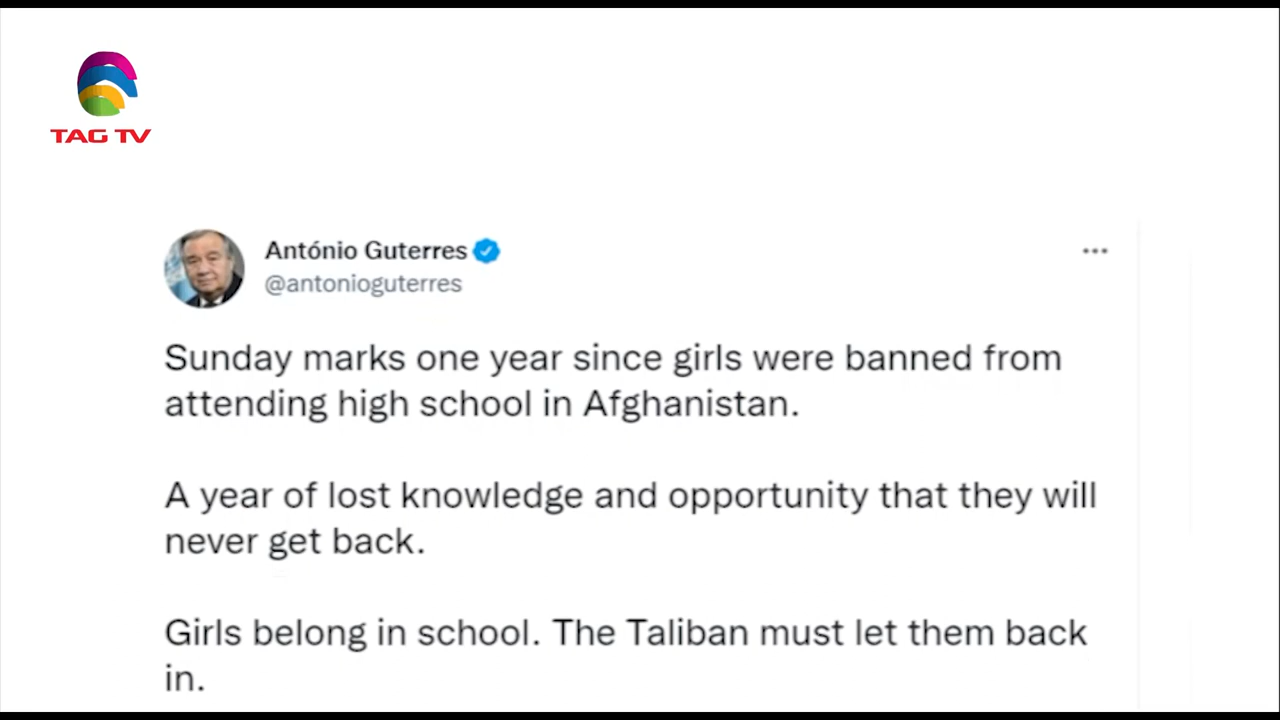 TAG TV
António Guterres
@antonioguterres
Sunday marks one year since girls were banned from
attending high school in Afghanistan.
A year of lost knowledge and opportunity that they will
never get back.
Girls belong in school. The Taliban must let them back
in.